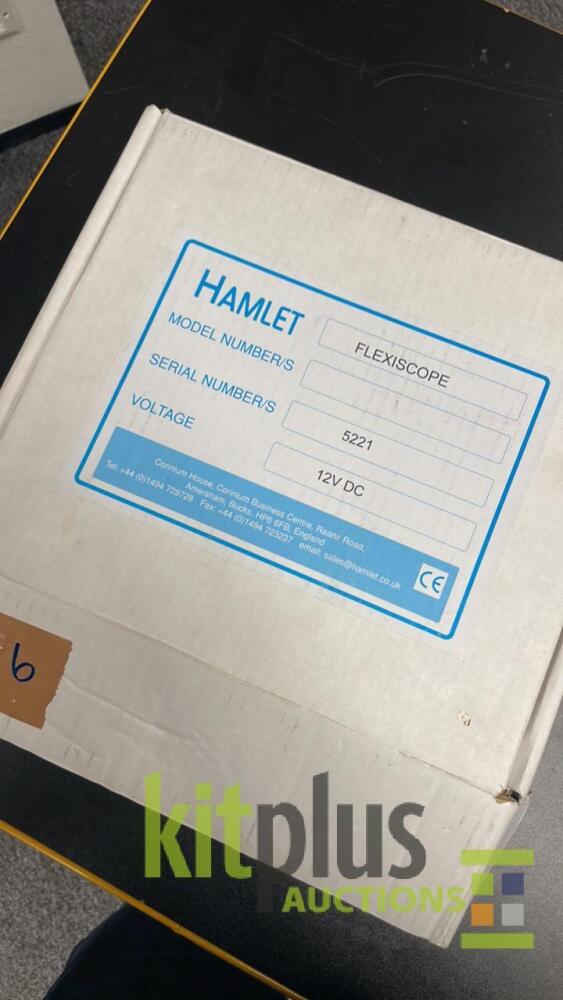 HAMLET
MODEL NUMBER/S FLEXISCOPE
SERIAL NUMBER/S 5221
VOLTAGE 12V DC
Corinium House, Corinium Business Centre, Raans Road,
Amersham, Bucks. HP6 6FB, England
Tel: +44 (0)1494 729728 Fax: +44 (0)1494 723237 email: sales@hamlet.co.uk
CE
6
kitplus
AUCTIONS